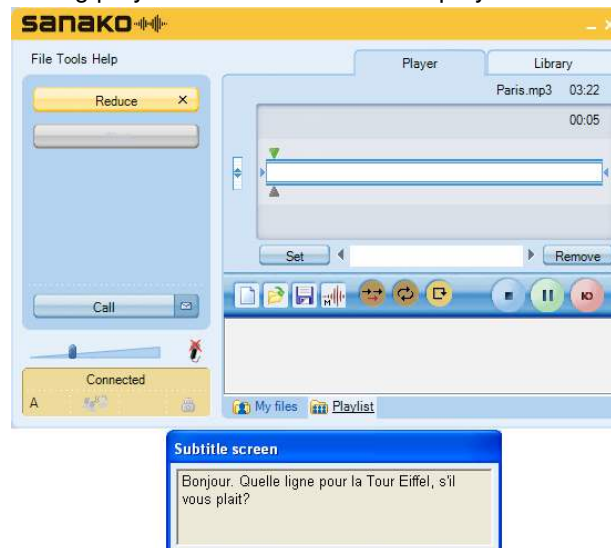 sanako
File Tools Help
Player
Library
Reduce ×
Paris.mp3 03:22
00:05
Set
Remove
Call
M
Connected
A
My files Playlist
Subtitle screen
Bonjour. Quelle ligne pour la Tour Eiffel, s'il
vous plait?